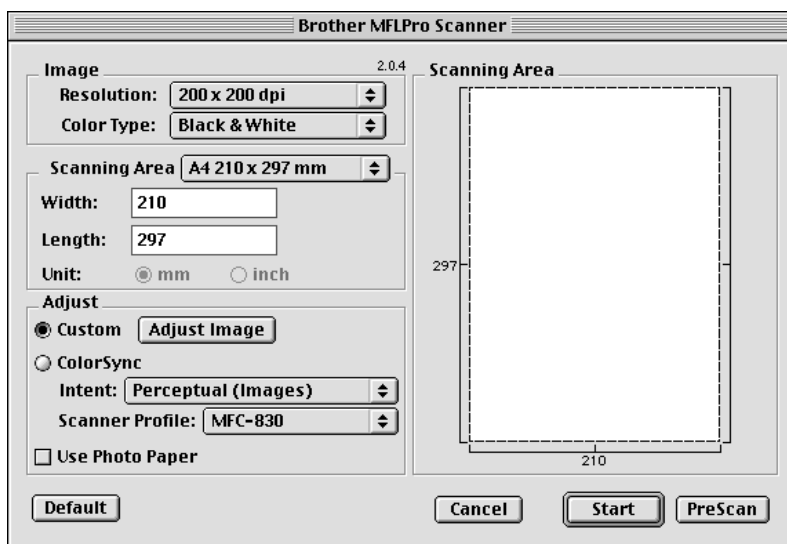 Brother MFLPro Scanner
Image
2.0.4
Resolution: 200 x 200 dpi
Color Type: Black & White
Scanning Area A4 210 x 297 mm
Width: 210
Length: 297
Unit: mm inch
Adjust
Custom Adjust Image
ColorSync
Intent: Perceptual (Images)
Scanner Profile: MFC-830
Use Photo Paper
Scanning Area
297
210
Default
Cancel
Start
PreScan